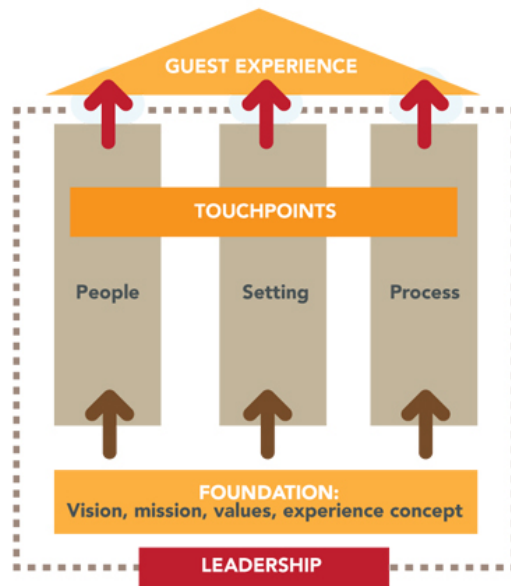 GUEST EXPERIENCE
TOUCHPOINTS
People
Setting
Process
FOUNDATION:
Vision, mission, values, experience concept
LEADERSHIP